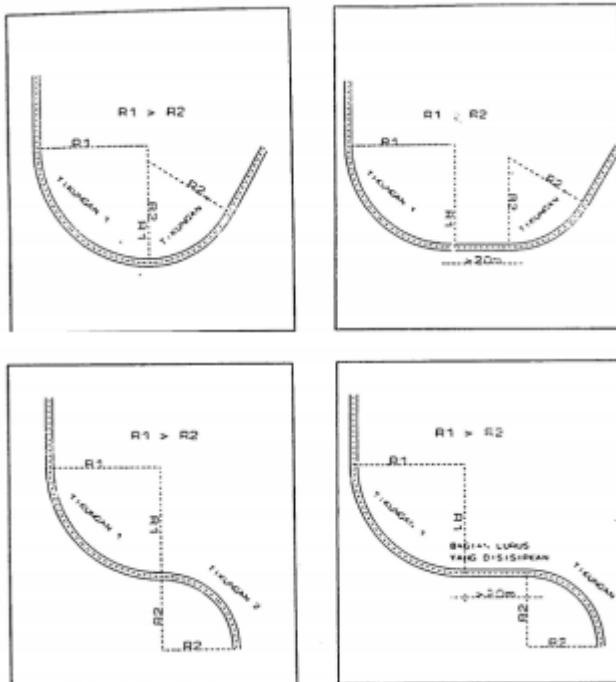 R1 > R2
R1
TIKUNGAN 1
R1
R2
R2
TIKUNGAN
R1 > R2
R1
TIKUNGAN 1
R1
R2
R2
TIKUNGAN
>20m
R1 > R2
R1
TIKUNGAN 1
R1
TIKUNGAN 2
R2
R2
R1 > R2
R1
TIKUNGAN 1
R1
BAGIAN LURUS
YANG DISISIPKAN
TIKUNGAN
>20m
R2
R2